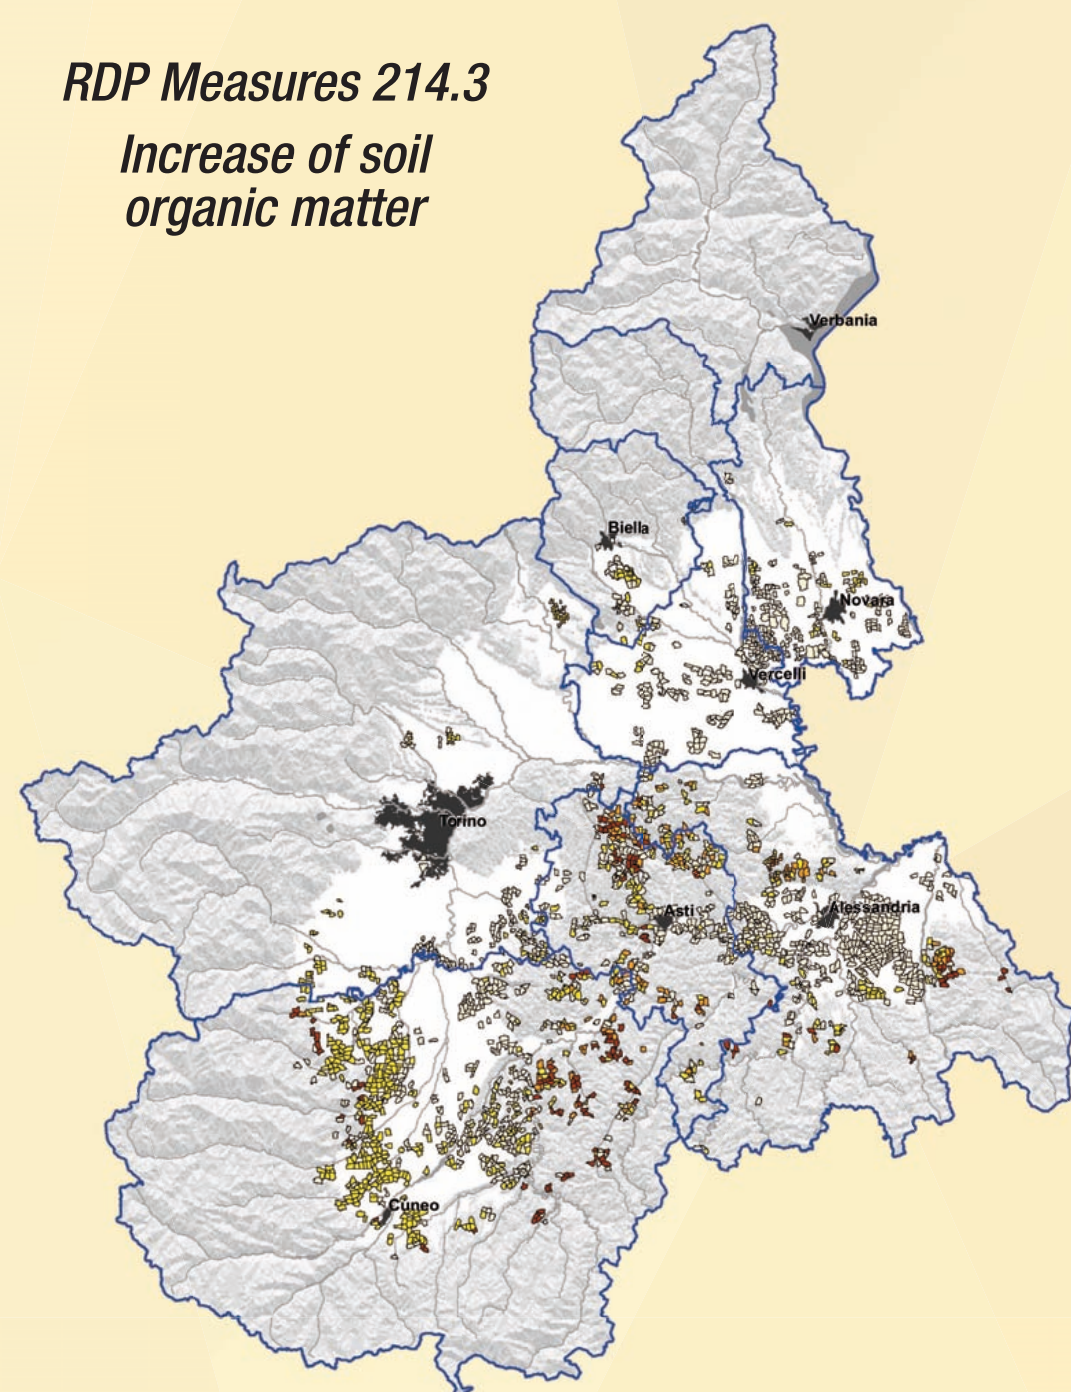 RDP Measures 214.3
Increase of soil
organic matter
Verbania
Biella
Novara
Vercelli
Torino
Asti
Alessandria
Cuneo